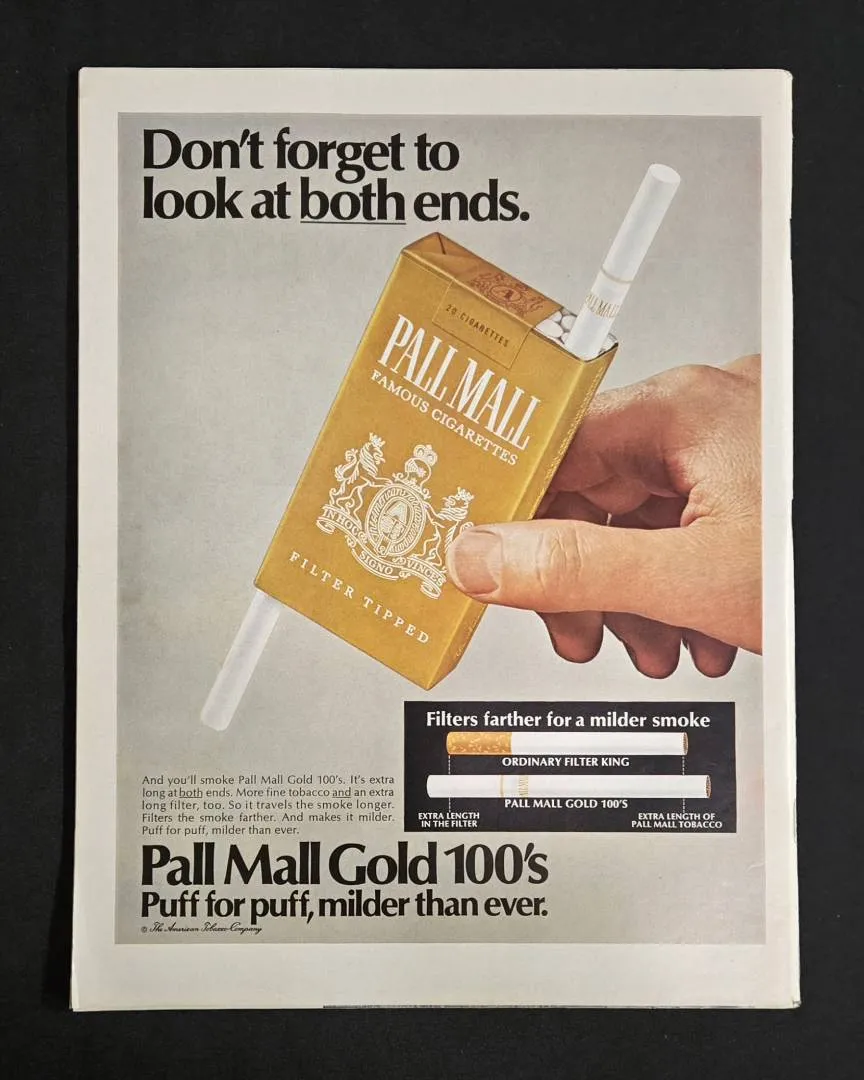 Don't forget to
look at both ends.
20 CIGARETTES
PALL MALL
PALL MALL
FAMOUS CIGARETTES
IN HOC
SIGNO
VINCES
FILTER TIPPED
Filters farther for a milder smoke
ORDINARY FILTER KING
PALL MALL GOLD 100'S
EXTRA LENGTH
IN THE FILTER
EXTRA LENGTH OF
PALL MALL TOBACCO
And you'll smoke Pall Mall Gold 100's. It's extra
long at both ends. More fine tobacco and an extra
long filter, too. So it travels the smoke longer.
Filters the smoke farther. And makes it milder.
Puff for puff, milder than ever.
Pall Mall Gold 100's
Puff for puff, milder than ever.
© The American Tobacco Company